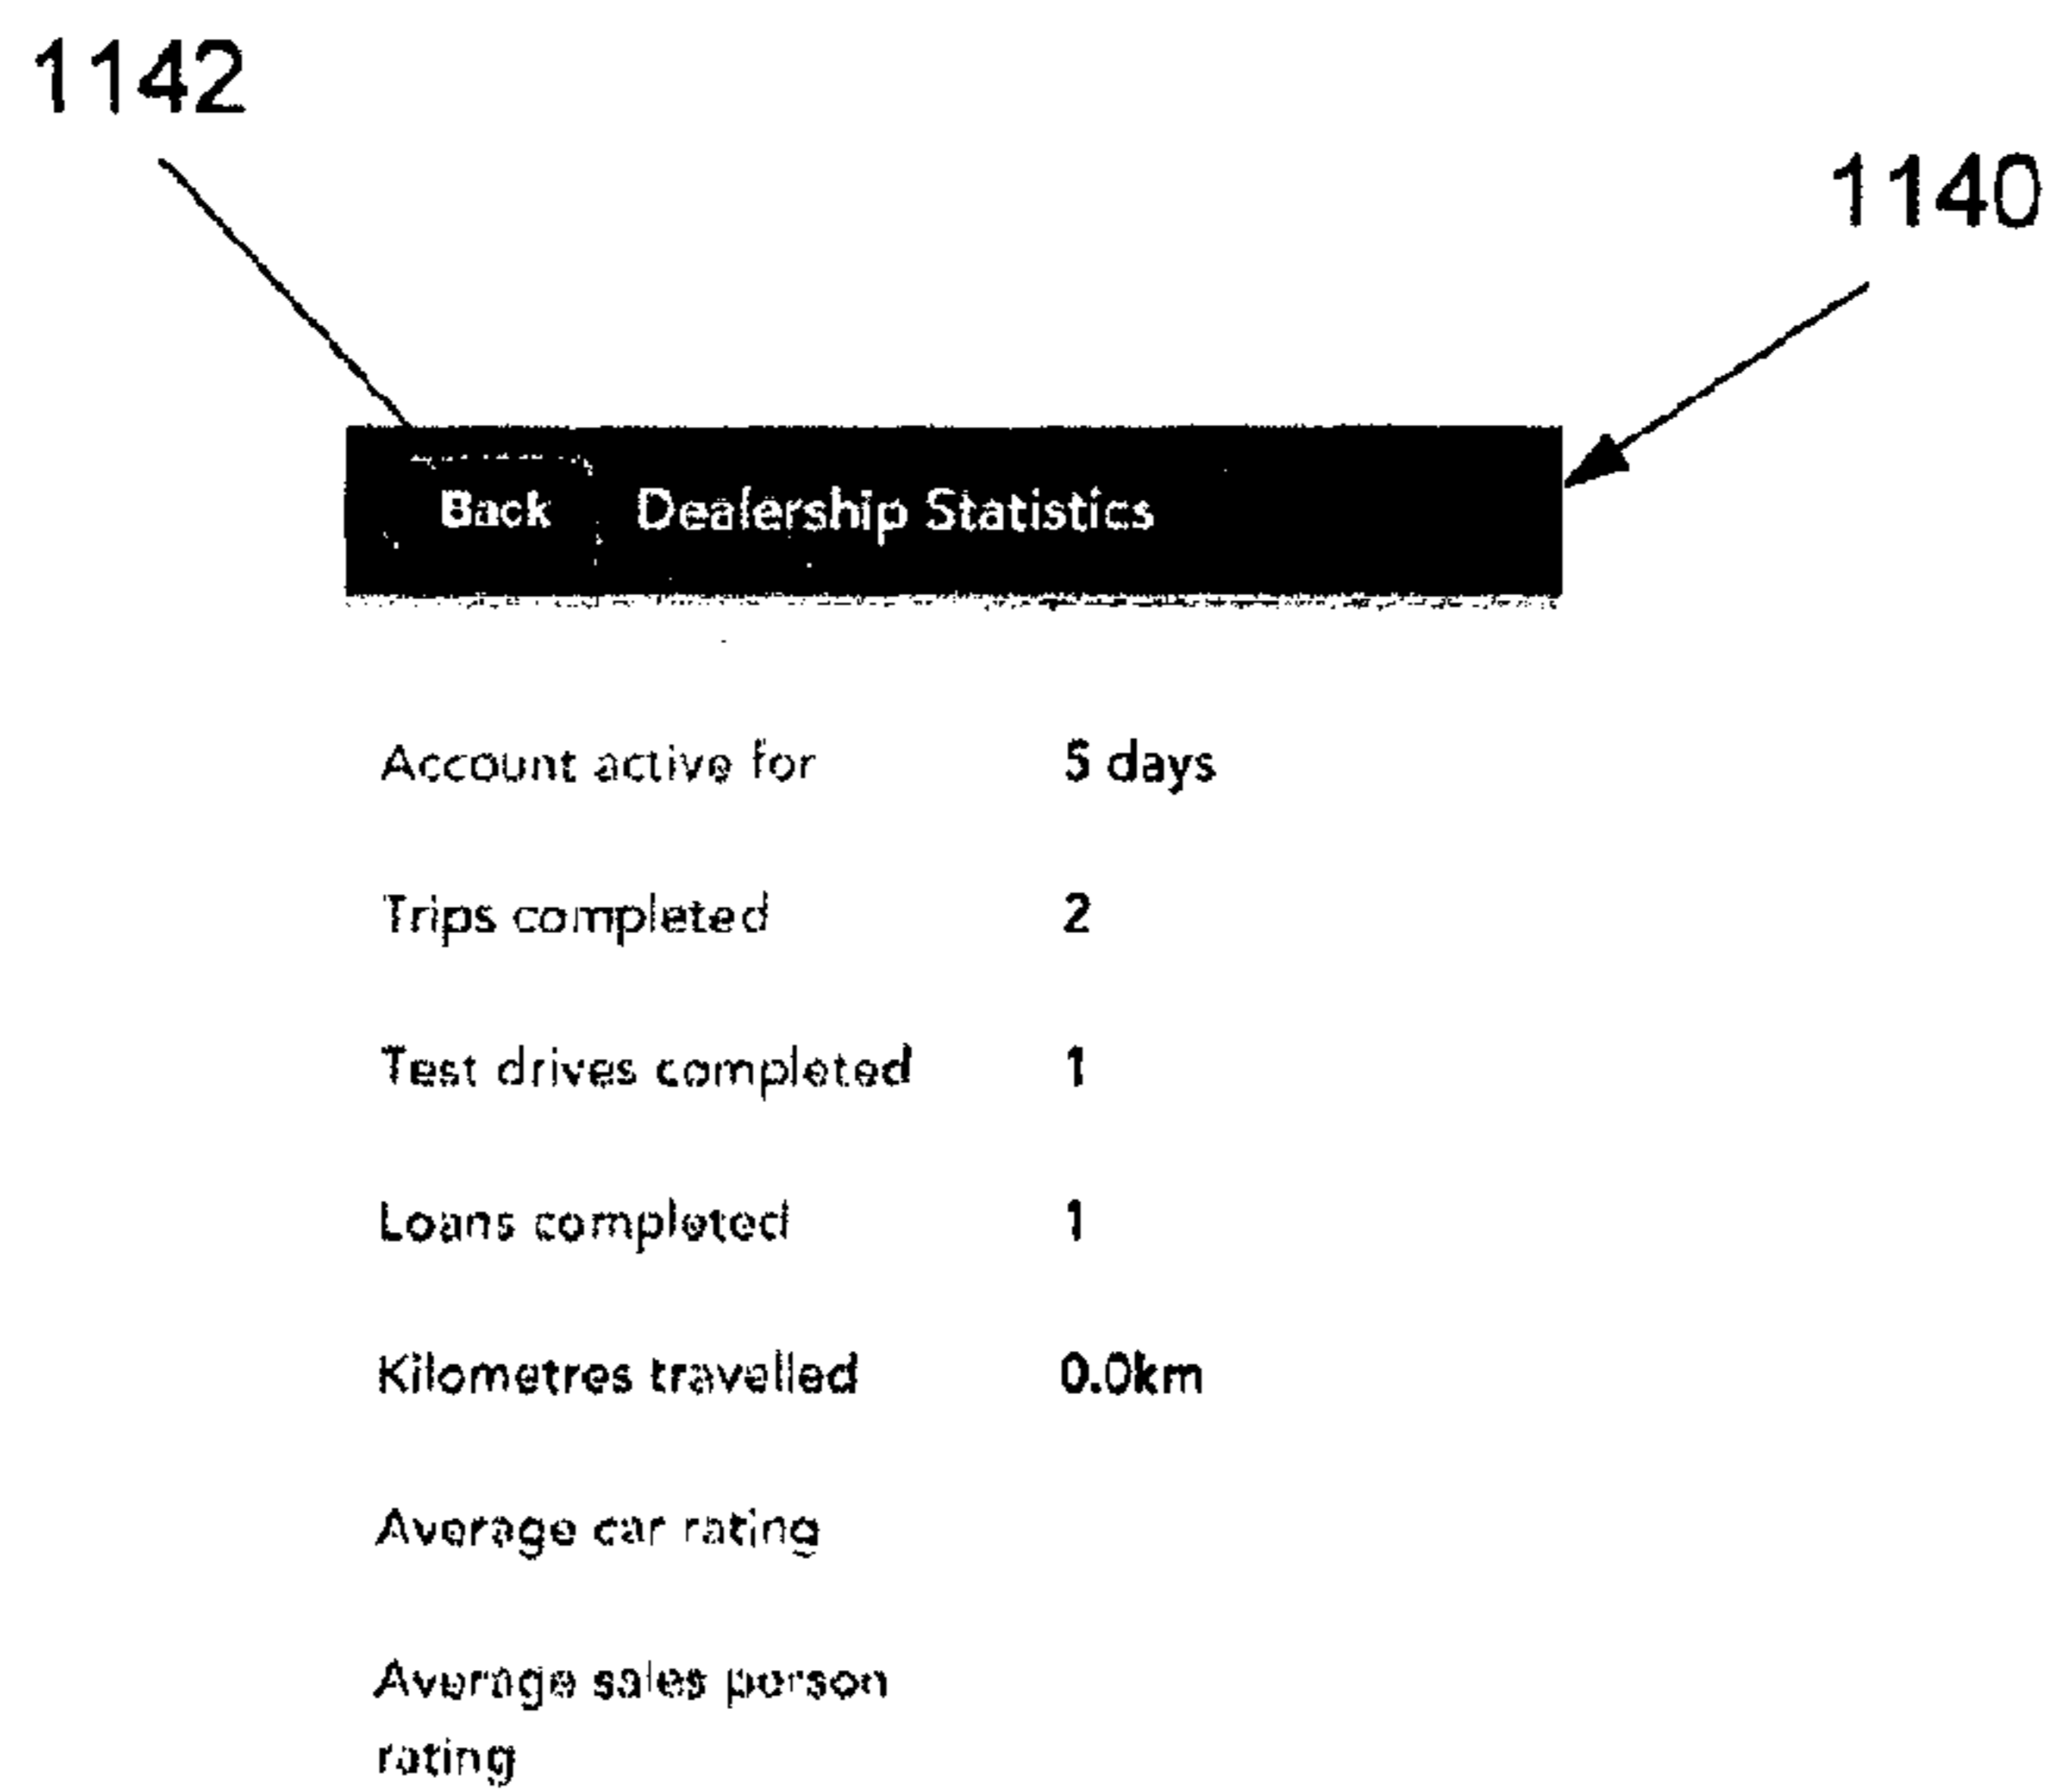 1142
1140
Back Dealership Statistics
Account active for 5 days
Trips completed 2
Test drives completed 1
Loans completed 1
Kilometres travelled 0.0km
Average car rating
Average sales person
rating